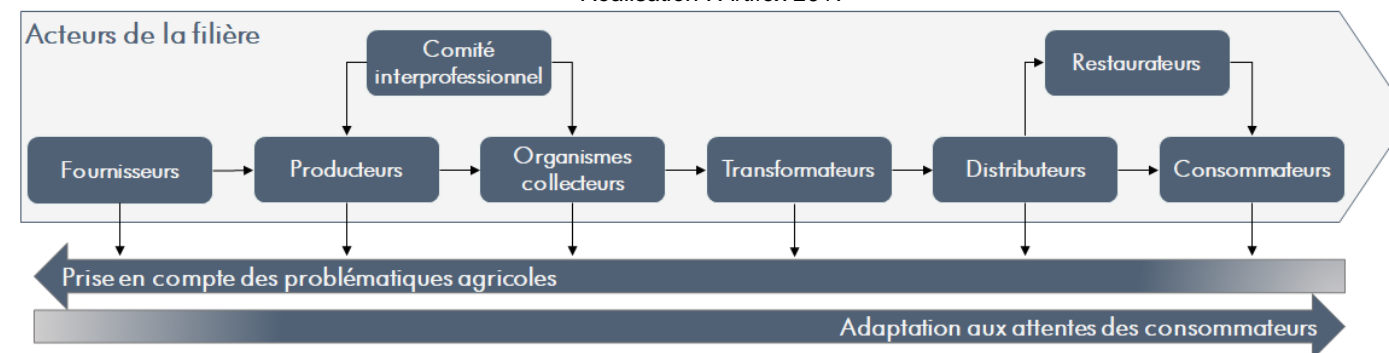 Acteurs de la filière
Comité
interprofessionnel
Restaurateurs
Fournisseurs
Producteurs
Organismes
collecteurs
Transformateurs
Distributeurs
Consommateurs
Prise en compte des problématiques agricoles
Adaptation aux attentes des consommateurs